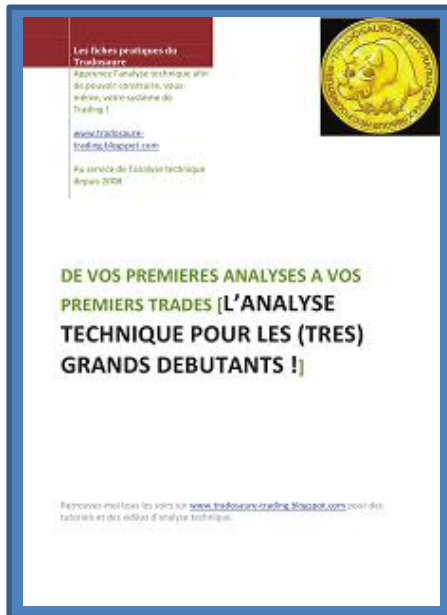 Les fiches pratiques du
Tradosaure
Apprenez l'analyse technique afin
de pouvoir construire, vous-
même, votre système de
Trading !
www.tradosaure-
trading.blogspot.com
Au service de l'analyse technique
depuis 2008
DE VOS PREMIERES ANALYSES A VOS
PREMIERS TRADES [L'ANALYSE
TECHNIQUE POUR LES (TRES)
GRANDS DEBUTANTS !]
Retrouvez-moi tous les soirs sur www.tradosaure-trading.blogspot.com pour des
tutoriels et des vidéos d'analyse technique.